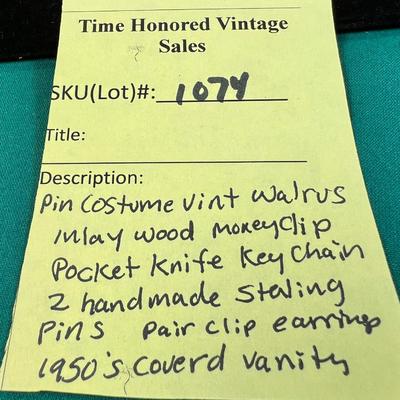 Time Honored Vintage
Sales
SKU(Lot)#: 1074
Title:
Description:
Pin costume vint walrus
inlay wood moneyclip
Pocket Knife Key Chain
2 handmade steling
Pins pair clip earrings
1950's coverd vanity